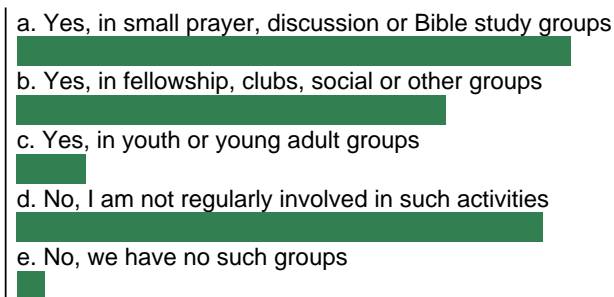 a. Yes, in small prayer, discussion or Bible study groups
b. Yes, in fellowship, clubs, social or other groups
c. Yes, in youth or young adult groups
d. No, I am not regularly involved in such activities
e. No, we have no such groups